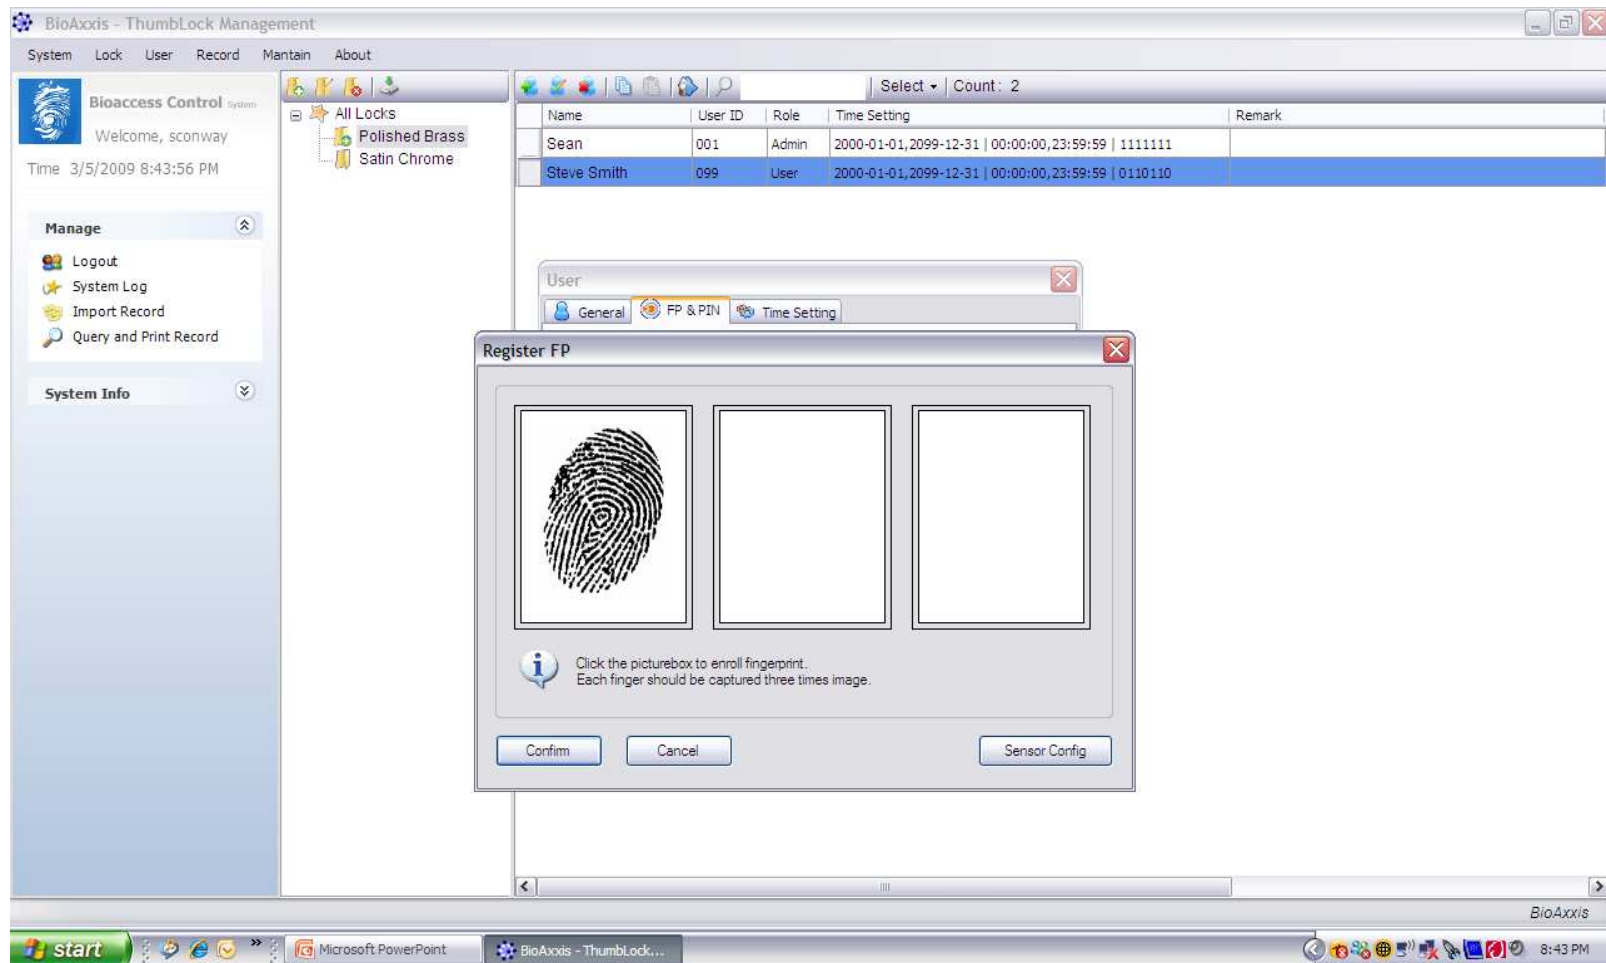 BioAxxis - ThumbLock Management
System Lock User Record Mantain About
Bioaccess Control System
Welcome, sconway
Time 3/5/2009 8:43:56 PM
Manage
Logout
System Log
Import Record
Query and Print Record
System Info
All Locks
Polished Brass
Satin Chrome
Select Count: 2
Name User ID Role Time Setting Remark
Sean 001 Admin 2000-01-01,2099-12-31 | 00:00:00,23:59:59 | 1111111
Steve Smith 099 User 2000-01-01,2099-12-31 | 00:00:00,23:59:59 | 0110110
User
General FP & PIN Time Setting
Register FP
Click the picturebox to enroll fingerprint.
Each finger should be captured three times image.
Confirm Cancel Sensor Config
BioAxxis
start Microsoft PowerPoint BioAxxis - ThumbLock... 8:43 PM